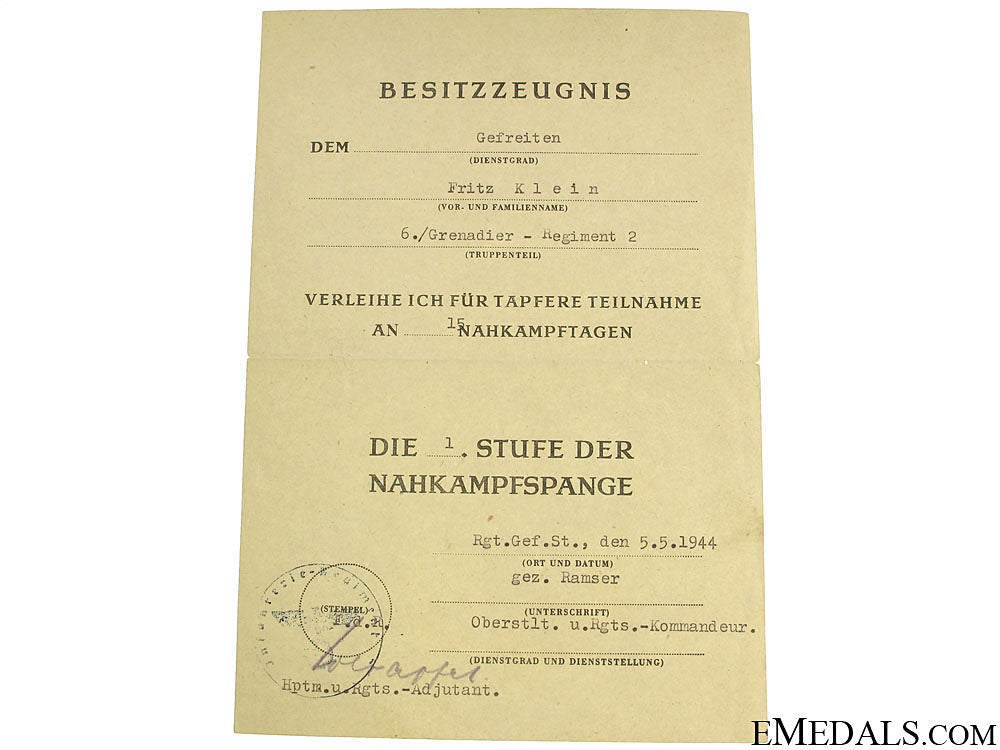 BESITZZEUGNIS
DEM Gefreiten
(DIENSTGRAD)
Fritz Klein
(VOR- UND FAMILIENNAME)
6./Grenadier - Regiment 2
(TRUPPENTEIL)
VERLEIHE ICH FÜR TAPFERE TEILNAHME
AN 15 NAHKAMPFTAGEN
DIE 1. STUFE DER
NAHKAMPFSPANGE
Rgt.Gef.St., den 5.5.1944
(ORT UND DATUM)
gez. Ramser
(UNTERSCHRIFT)
(STEMPEL)
F.d.R.
Oberstlt. u.Rgts.-Kommandeur.
(DIENSTGRAD UND DIENSTSTELLUNG)
Hptm.u.Rgts.-Adjutant.
EMEDALS.COM